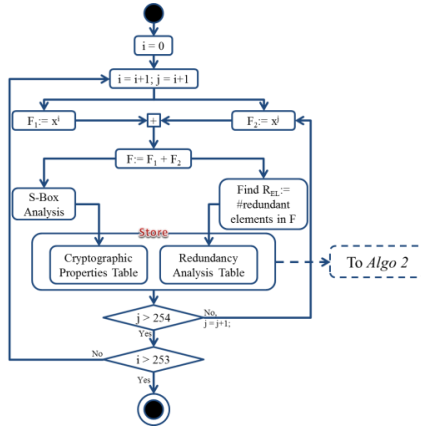 i = 0
i = i+1; j = i+1
F₁:= xⁱ
+
F₂:= xʲ
F:= F₁ + F₂
S-Box
Analysis
Find R_EL:=
#redundant
elements in F
Store
Cryptographic
Properties Table
Redundancy
Analysis Table
To Algo 2
j > 254
No,
j = j+1;
Yes
i > 253
No
Yes